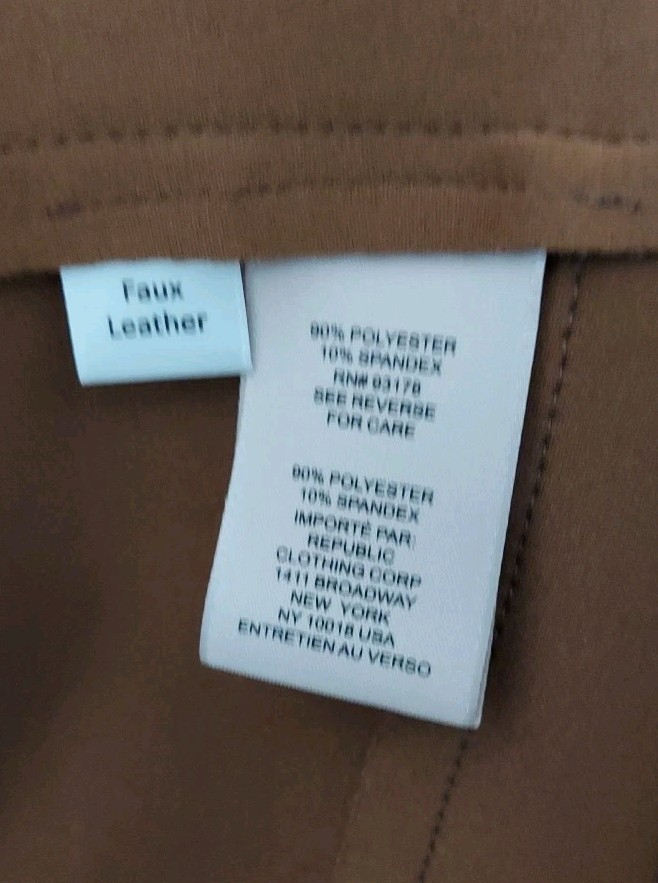 Faux
Leather
90% POLYESTER
10% SPANDEX
RN# 93178
SEE REVERSE
FOR CARE
90% POLYESTER
10% SPANDEX
IMPORTÉ PAR:
REPUBLIC
CLOTHING CORP
1411 BROADWAY
NEW YORK
NY 10018 USA
ENTRETIEN AU VERSO